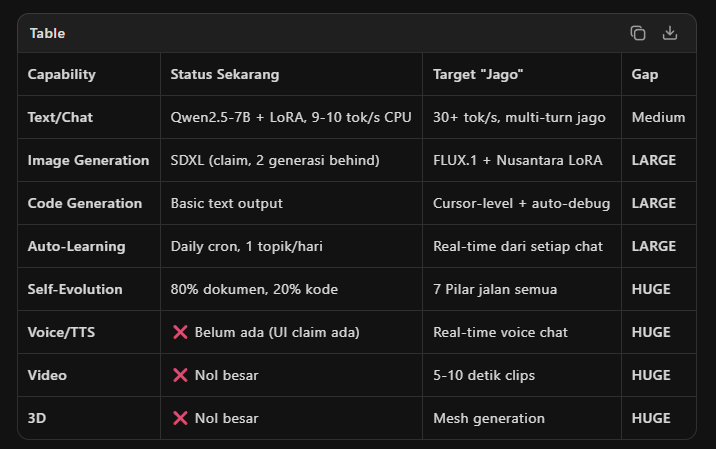 Table
Capability Status Sekarang Target "Jago" Gap
Text/Chat Qwen2.5-7B + LoRA, 9-10 tok/s CPU 30+ tok/s, multi-turn jago Medium
Image Generation SDXL (claim, 2 generasi behind) FLUX.1 + Nusantara LoRA LARGE
Code Generation Basic text output Cursor-level + auto-debug LARGE
Auto-Learning Daily cron, 1 topik/hari Real-time dari setiap chat LARGE
Self-Evolution 80% dokumen, 20% kode 7 Pilar jalan semua HUGE
Voice/TTS ❌ Belum ada (UI claim ada) Real-time voice chat HUGE
Video ❌ Nol besar 5-10 detik clips HUGE
3D ❌ Nol besar Mesh generation HUGE